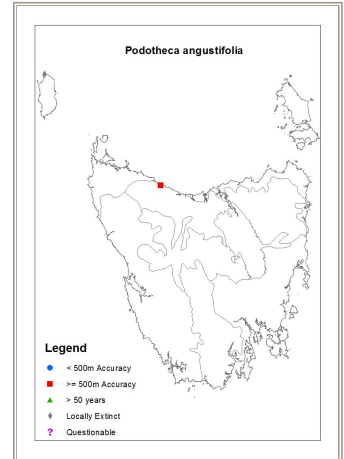 Podotheca angustifolia
Legend
< 500m Accuracy
>= 500m Accuracy
> 50 years
Locally Extinct
? Questionable